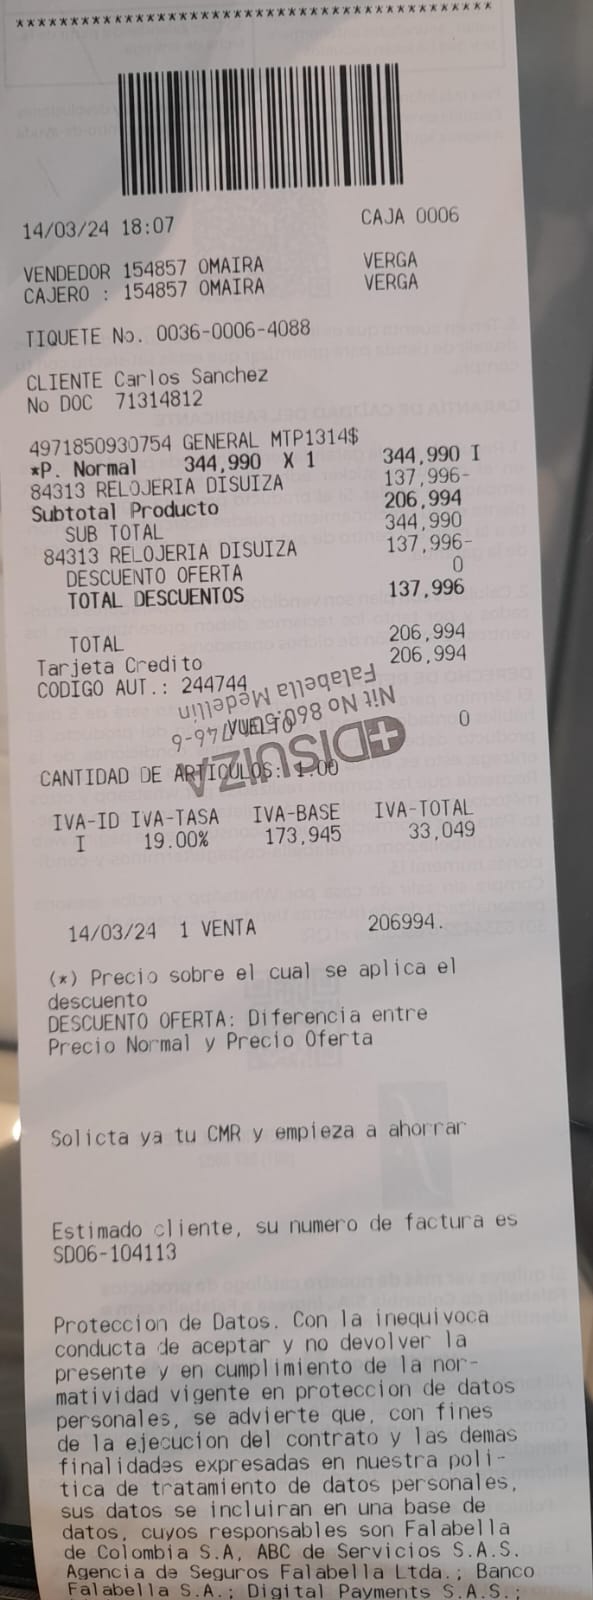 ****************************************
14/03/24 18:07 CAJA 0006
VENDEDOR 154857 OMAIRA VERGA
CAJERO : 154857 OMAIRA VERGA
TIQUETE No. 0036-0006-4088
CLIENTE Carlos Sanchez
No DOC 71314812
4971850930754 GENERAL MTP1314$
*P. Normal 344,990 X 1 344,990 I
84313 RELOJERIA DISUIZA 137,996-
Subtotal Producto 206,994
SUB TOTAL 344,990
84313 RELOJERIA DISUIZA 137,996-
DESCUENTO OFERTA 0
TOTAL DESCUENTOS 137,996
TOTAL 206,994
Tarjeta Credito 206,994
CODIGO AUT.: 244744
VUELTO 0
DISUIZA
Nit No 860.
Falabella Medellin
CANTIDAD DE ARTICULOS: 1.00
IVA-ID IVA-TASA IVA-BASE IVA-TOTAL
I 19.00% 173,945 33,049
14/03/24 1 VENTA 206994.
(*) Precio sobre el cual se aplica el
descuento
DESCUENTO OFERTA: Diferencia entre
Precio Normal y Precio Oferta
Solicta ya tu CMR y empieza a ahorrar
Estimado cliente, su numero de factura es
SD06-104113
Proteccion de Datos. Con la inequivoca
conducta de aceptar y no devolver la
presente y en cumplimiento de la nor-
matividad vigente en proteccion de datos
personales, se advierte que, con fines
de la ejecucion del contrato y las demas
finalidades expresadas en nuestra poli-
tica de tratamiento de datos personales,
sus datos se incluiran en una base de
datos, cuyos responsables son Falabella
de Colombia S.A, ABC de Servicios S.A.S.
Agencia de Seguros Falabella Ltda.; Banco
Falabella S.A.; Digital Payments S.A.S.;